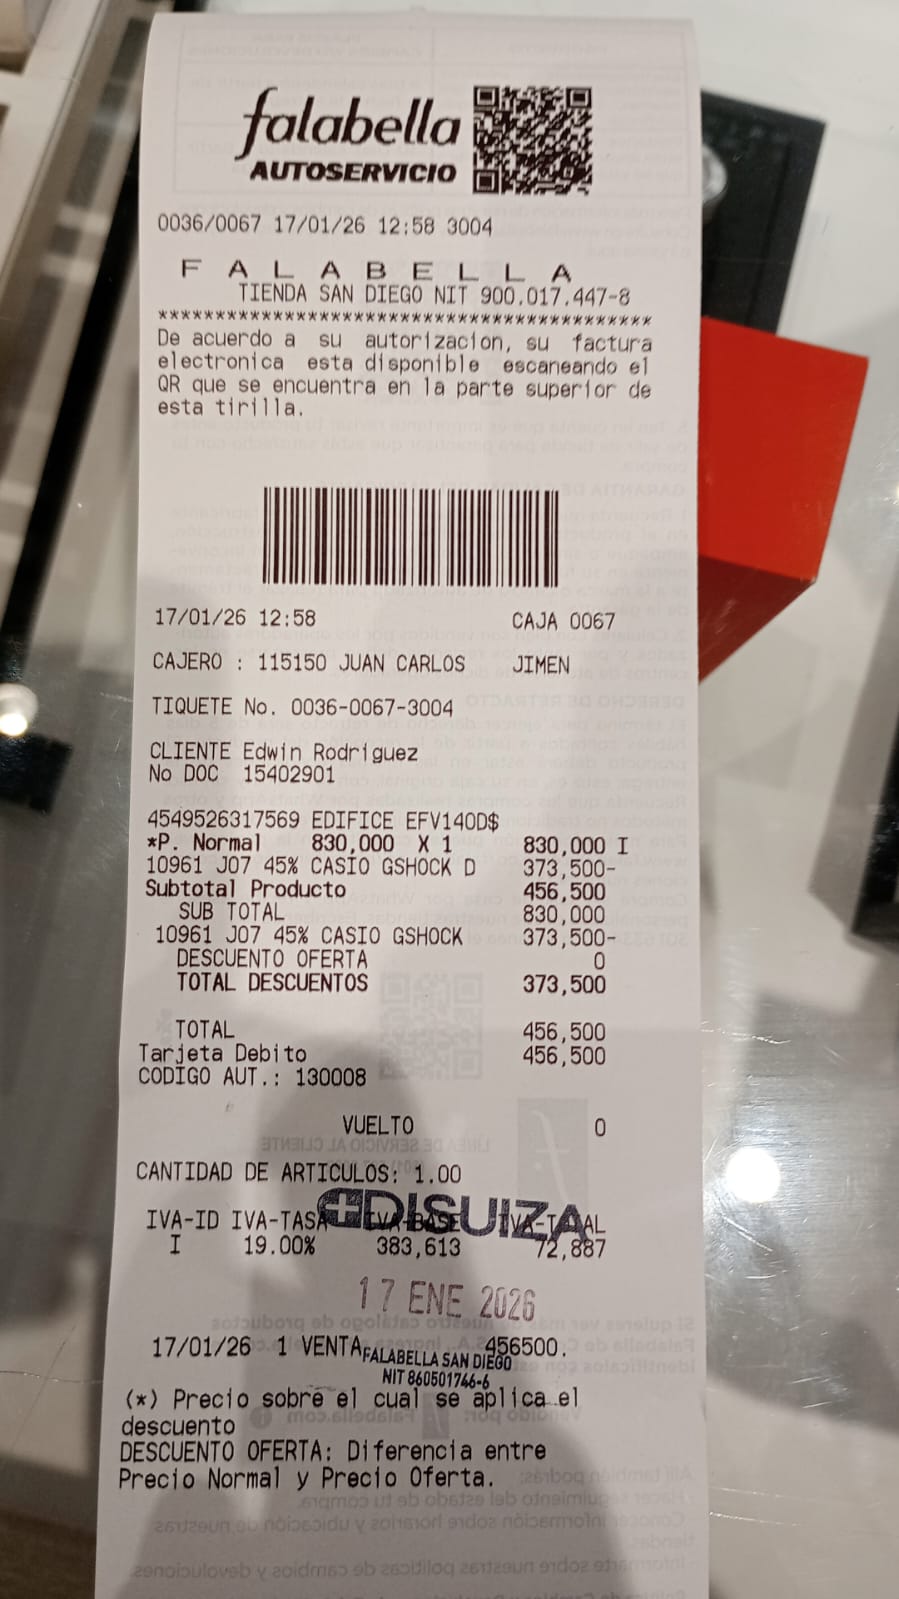 falabella
AUTOSERVICIO
0036/0067 17/01/26 12:58 3004
F A L A B E L L A
TIENDA SAN DIEGO NIT 900.017.447-8
******************************************
De acuerdo a su autorizacion, su factura
electronica esta disponible escaneando el
QR que se encuentra en la parte superior de
esta tirilla.
17/01/26 12:58 CAJA 0067
CAJERO : 115150 JUAN CARLOS JIMEN
TIQUETE No. 0036-0067-3004
CLIENTE Edwin Rodriguez
No DOC 15402901
4549526317569 EDIFICE EFV140D$
*P. Normal 830,000 X 1 830,000 I
10961 J07 45% CASIO GSHOCK D 373,500-
Subtotal Producto 456,500
SUB TOTAL 830,000
10961 J07 45% CASIO GSHOCK 373,500-
DESCUENTO OFERTA 0
TOTAL DESCUENTOS 373,500
TOTAL 456,500
Tarjeta Debito 456,500
CODIGO AUT.: 130008
VUELTO 0
CANTIDAD DE ARTICULOS: 1.00
DISUIZA
IVA-ID IVA-TASA IVA-BASE IVA-TOTAL
I 19.00% 383,613 72,887
17 ENE 2026
17/01/26 1 VENTA 456500.
FALABELLA SAN DIEGO
NIT 860501746-6
(*) Precio sobre el cual se aplica el
descuento
DESCUENTO OFERTA: Diferencia entre
Precio Normal y Precio Oferta.